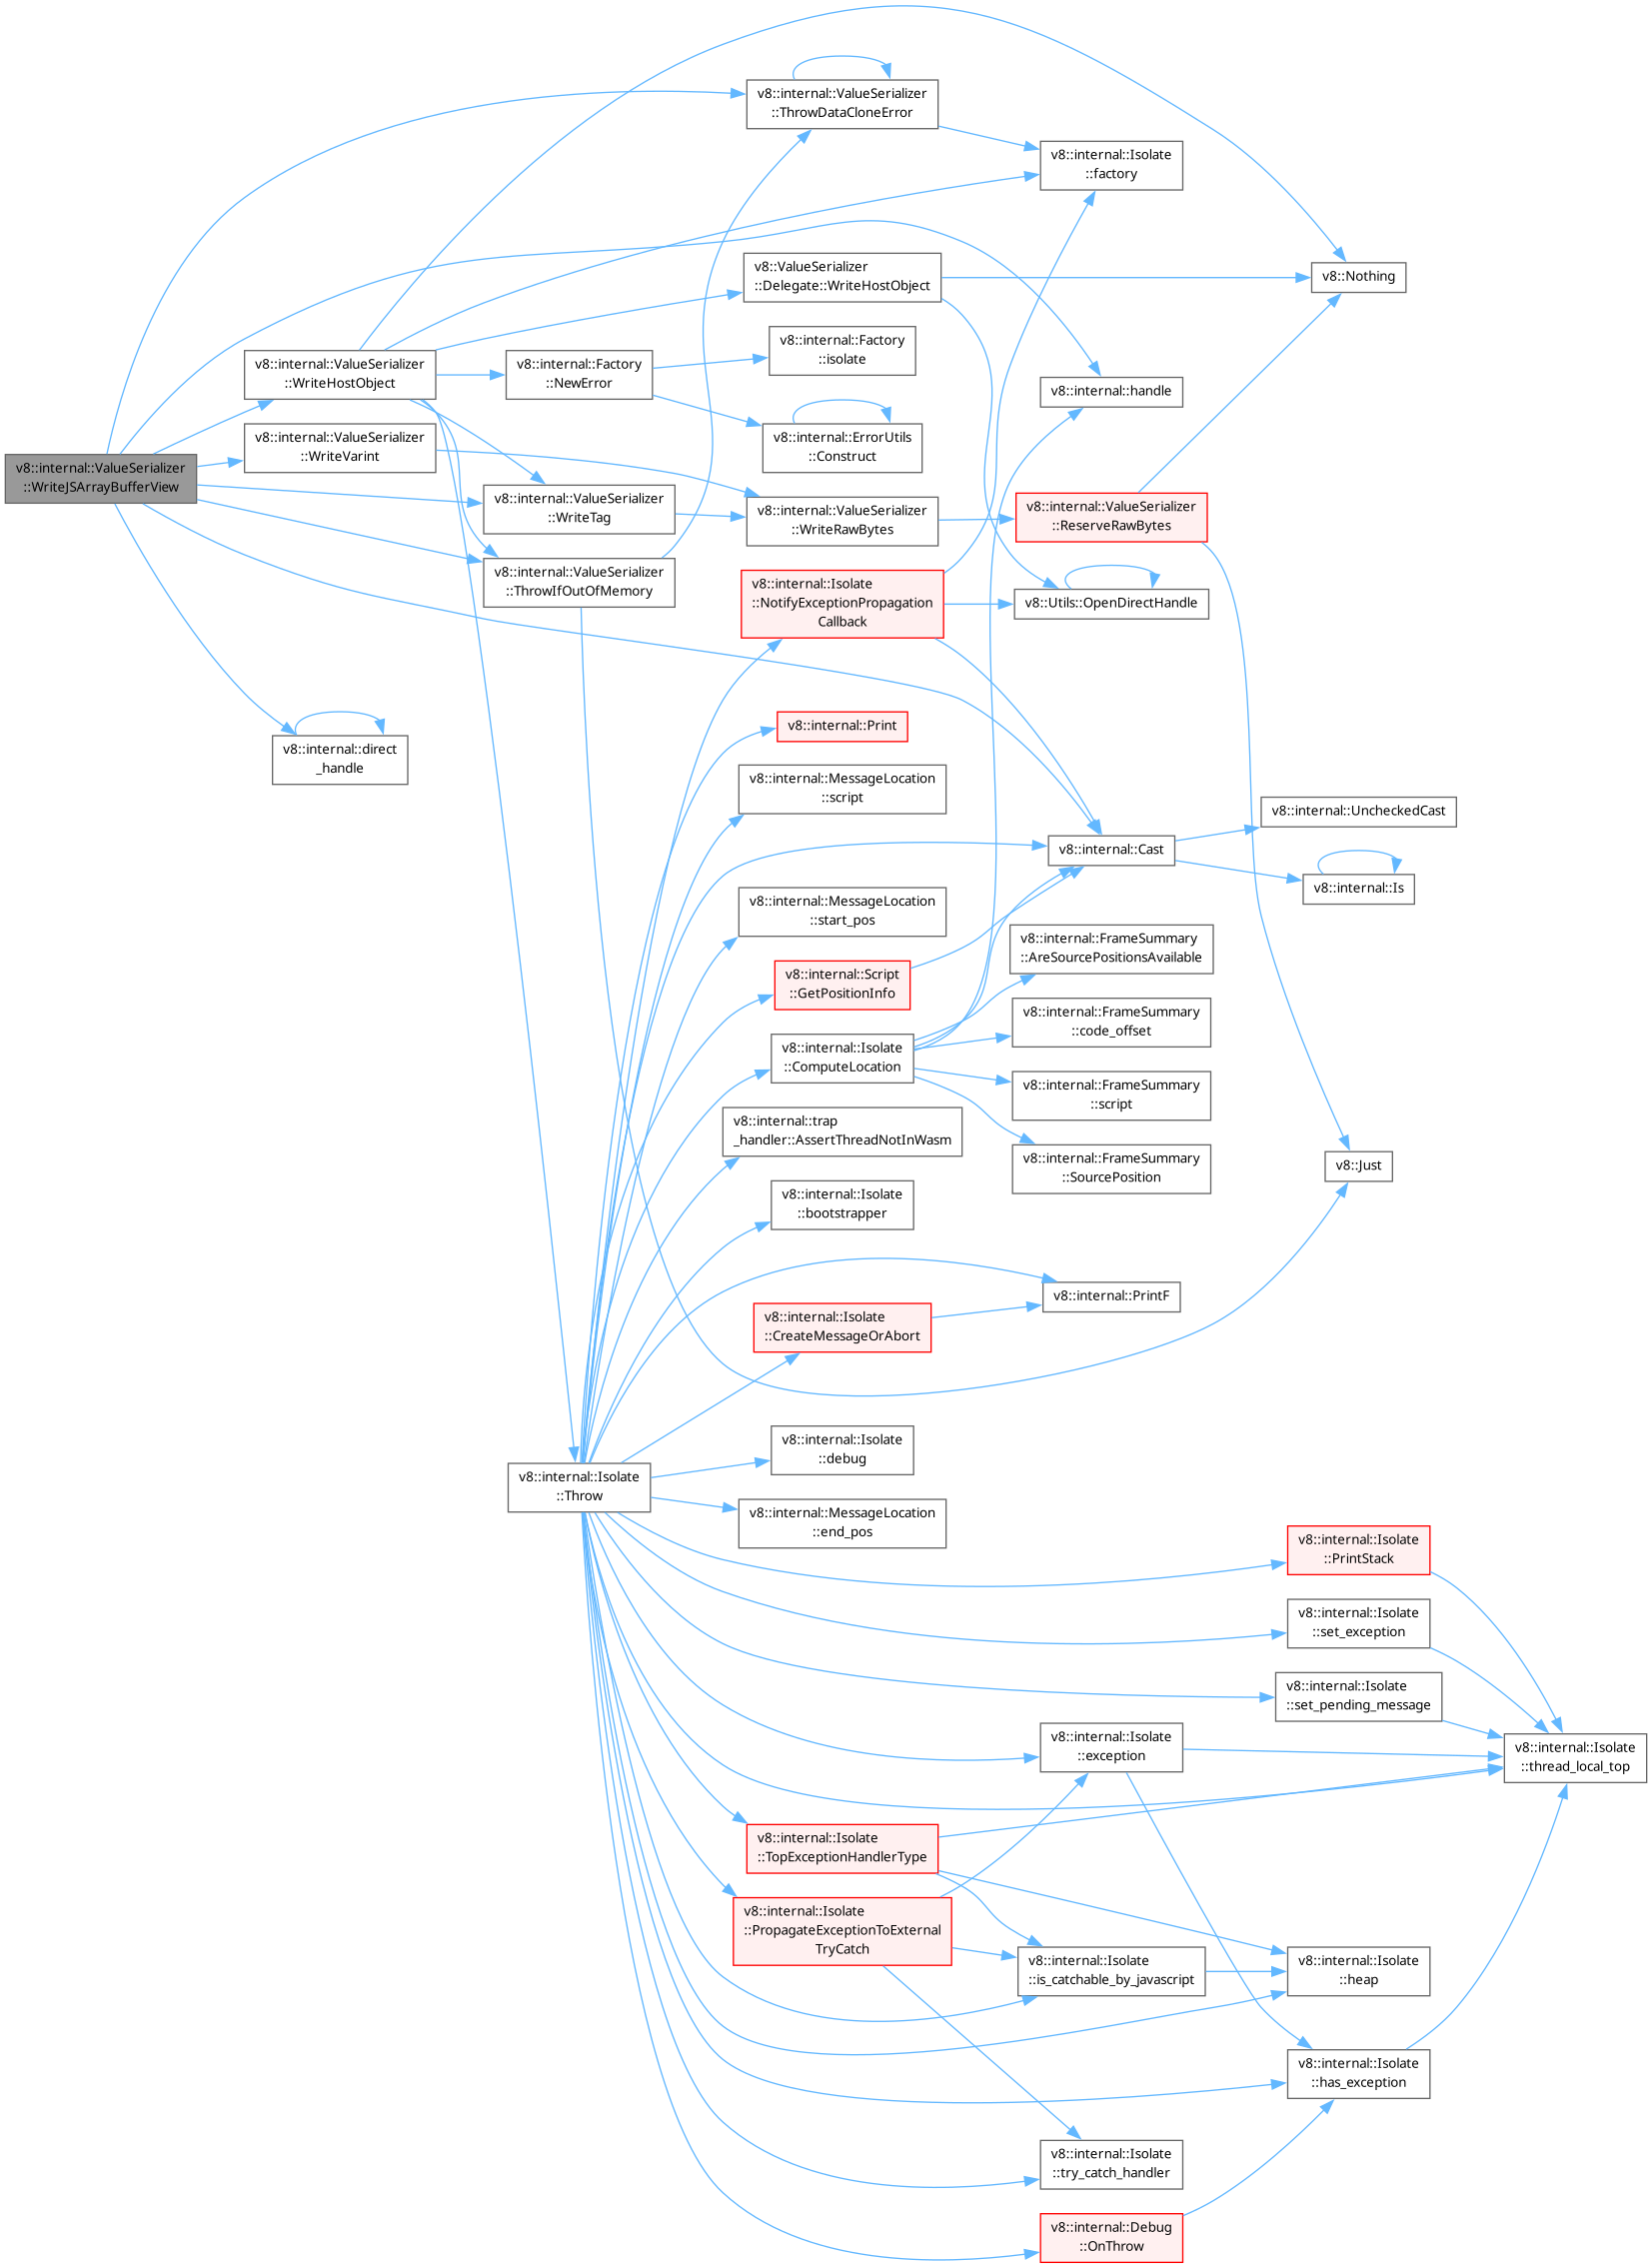 v8::internal::ValueSerializer
::ThrowDataCloneError
v8::internal::Isolate
::factory
v8::ValueSerializer
::Delegate::WriteHostObject
v8::Nothing
v8::internal::Factory
::isolate
v8::internal::ValueSerializer
::WriteHostObject
v8::internal::Factory
::NewError
v8::internal::handle
v8::internal::ValueSerializer
::WriteVarint
v8::internal::ErrorUtils
::Construct
v8::internal::ValueSerializer
::WriteJSArrayBufferView
v8::internal::ValueSerializer
::WriteTag
v8::internal::ValueSerializer
::WriteRawBytes
v8::internal::ValueSerializer
::ReserveRawBytes
v8::internal::ValueSerializer
::ThrowIfOutOfMemory
v8::internal::Isolate
::NotifyExceptionPropagation
Callback
v8::Utils::OpenDirectHandle
v8::internal::Print
v8::internal::direct
_handle
v8::internal::MessageLocation
::script
v8::internal::UncheckedCast
v8::internal::Cast
v8::internal::Is
v8::internal::MessageLocation
::start_pos
v8::internal::FrameSummary
::AreSourcePositionsAvailable
v8::internal::Script
::GetPositionInfo
v8::internal::FrameSummary
::code_offset
v8::internal::Isolate
::ComputeLocation
v8::internal::FrameSummary
::script
v8::internal::trap
_handler::AssertThreadNotInWasm
v8::internal::FrameSummary
::SourcePosition
v8::Just
v8::internal::Isolate
::bootstrapper
v8::internal::PrintF
v8::internal::Isolate
::CreateMessageOrAbort
v8::internal::Isolate
::debug
v8::internal::Isolate
::Throw
v8::internal::MessageLocation
::end_pos
v8::internal::Isolate
::PrintStack
v8::internal::Isolate
::set_exception
v8::internal::Isolate
::set_pending_message
v8::internal::Isolate
::exception
v8::internal::Isolate
::thread_local_top
v8::internal::Isolate
::TopExceptionHandlerType
v8::internal::Isolate
::PropagateExceptionToExternal
TryCatch
v8::internal::Isolate
::is_catchable_by_javascript
v8::internal::Isolate
::heap
v8::internal::Isolate
::has_exception
v8::internal::Isolate
::try_catch_handler
v8::internal::Debug
::OnThrow